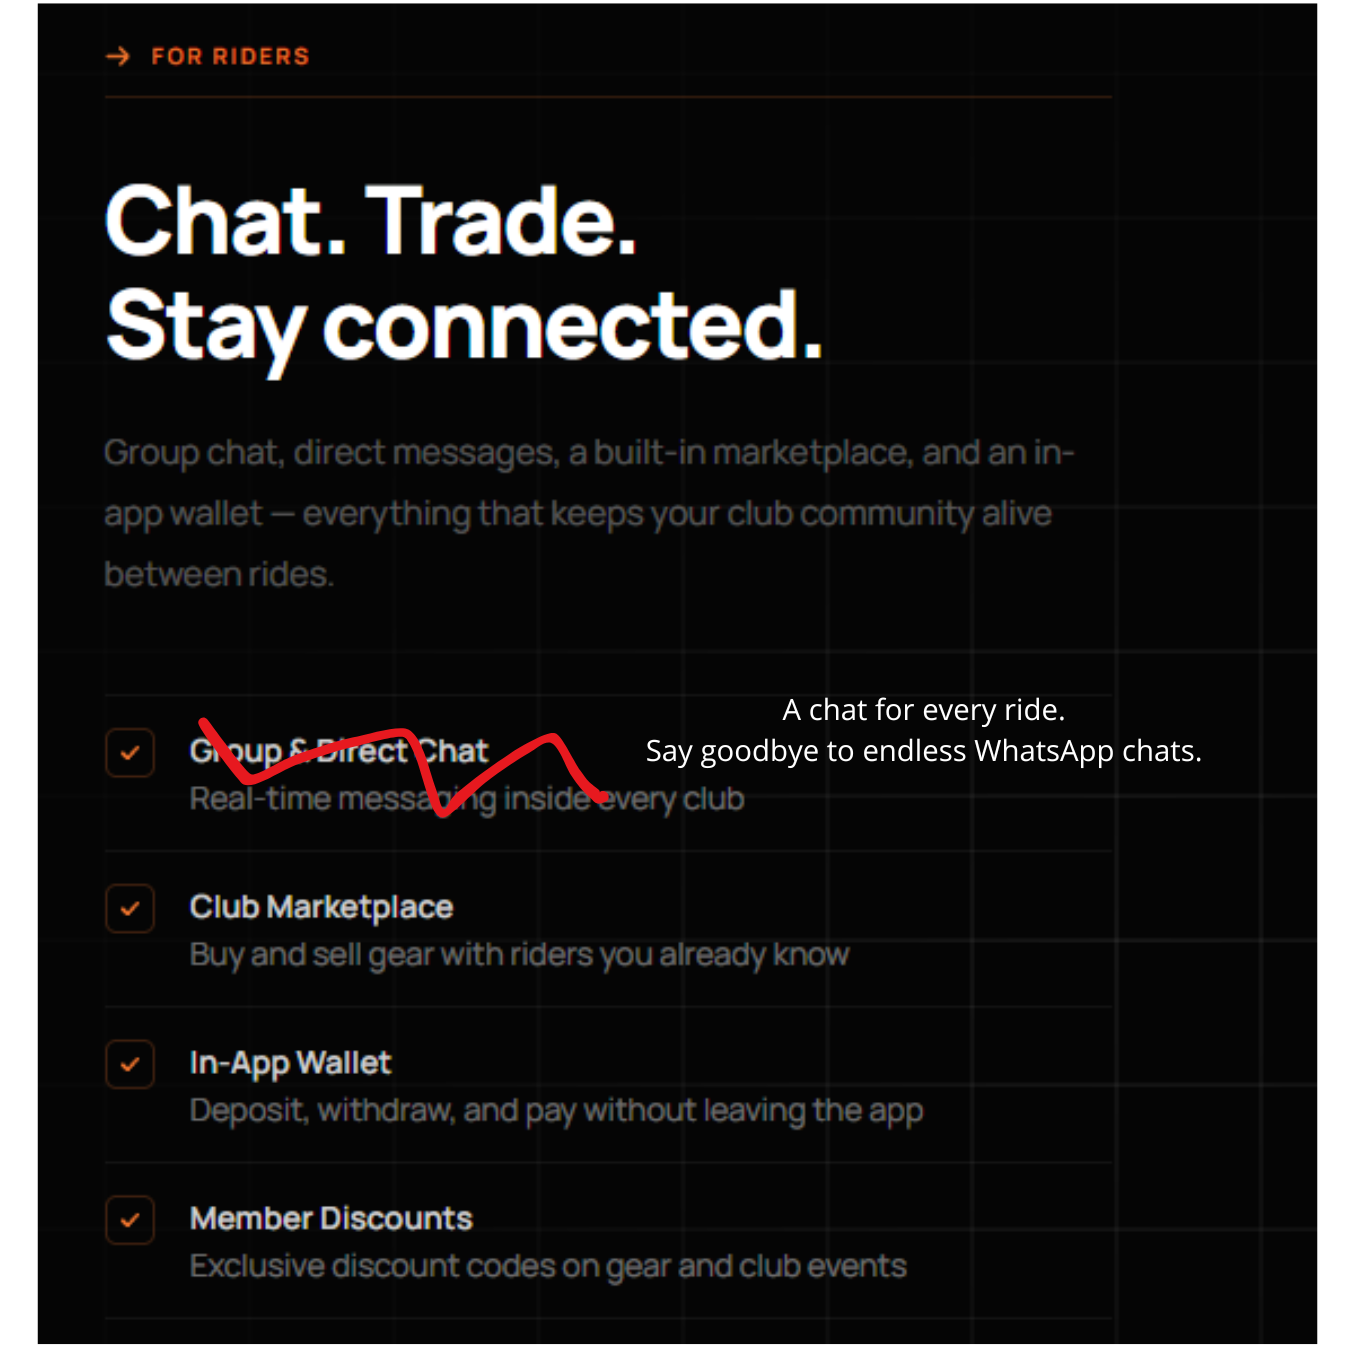 → FOR RIDERS
Chat. Trade.
Stay connected.
Group chat, direct messages, a built-in marketplace, and an in-
app wallet — everything that keeps your club community alive
between rides.
Group & Direct Chat
Real-time messaging inside every club
A chat for every ride.
Say goodbye to endless WhatsApp chats.
Club Marketplace
Buy and sell gear with riders you already know
In-App Wallet
Deposit, withdraw, and pay without leaving the app
Member Discounts
Exclusive discount codes on gear and club events